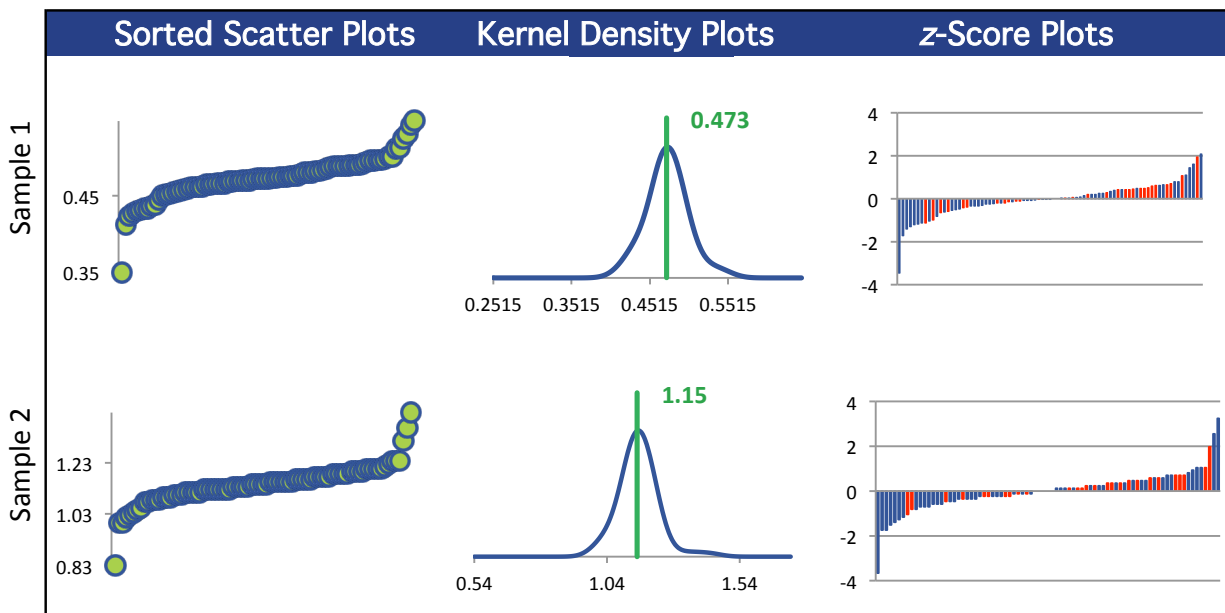 Sorted Scatter Plots
Kernel Density Plots
z-Score Plots
Sample 1
0.45
0.35
0.473
0.2515 0.3515 0.4515 0.5515
4
2
0
-2
-4
Sample 2
1.23
1.03
0.83
1.15
0.54 1.04 1.54
4
2
0
-2
-4